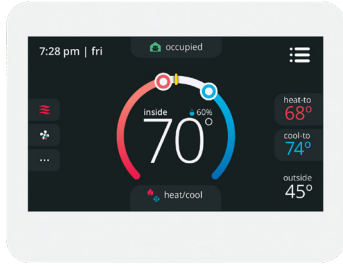 7:28 pm | fri
occupied
heat-to
68°
inside
60%
70°
cool-to
74°
outside
45°
heat/cool